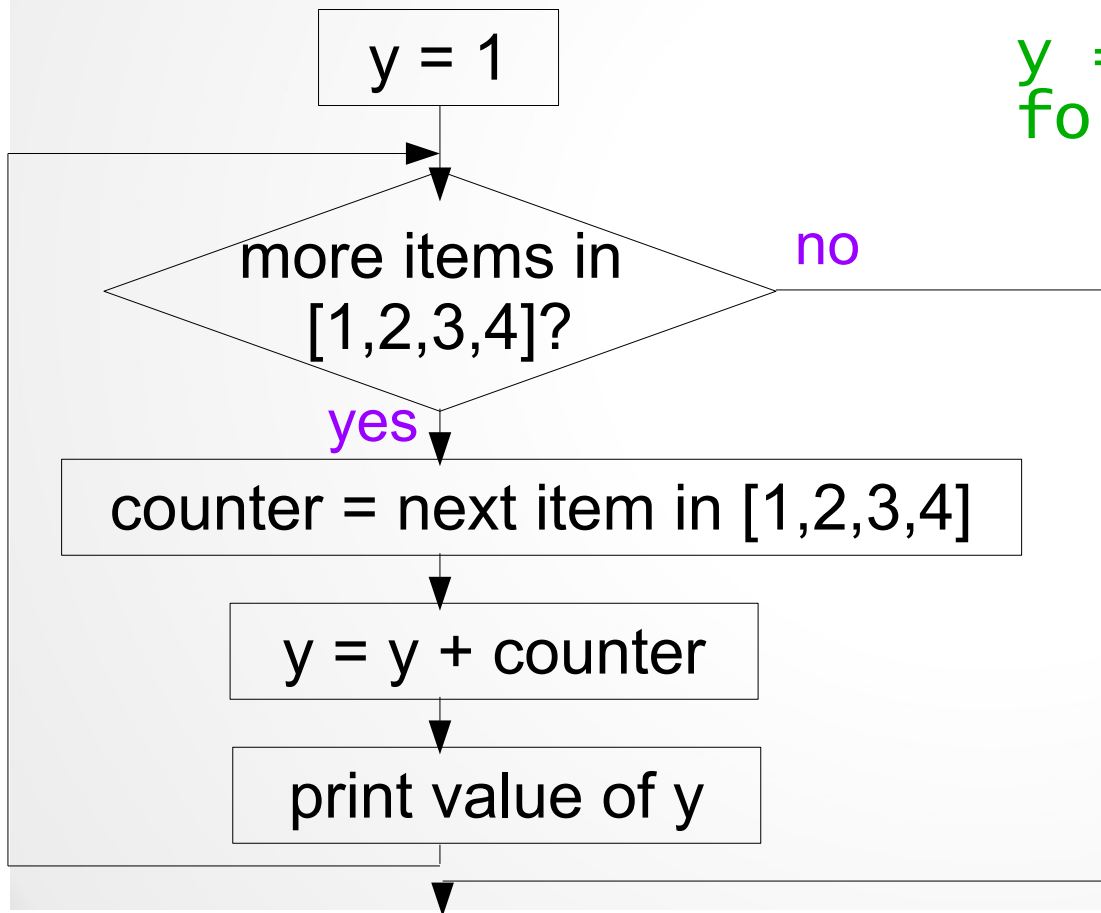 y = 1
y =
fo
more items in
[1,2,3,4]?
no
yes
counter = next item in [1,2,3,4]
y = y + counter
print value of y